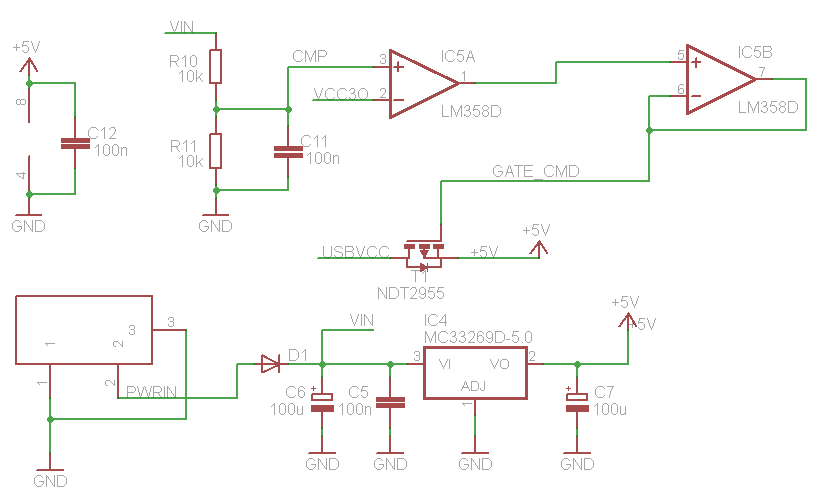 VIN
+5V
R10
10k
CMP
3
IC5A
1
VCC3O
2
LM358D
5
IC5B
7
6
LM358D
8
C12
100n
4
GND
R11
10k
C11
100n
GND
GATE_CMD
USBVCC
+5V
+5V
T1
NDT2955
3
3
1
2
1
2
PWRIN
GND
D1
VIN
IC4
MC33269D-5.0
3
VI
VO
2
ADJ
1
+5V
+5V
+
C6
100u
C5
100n
+
C7
100u
GND
GND
GND
GND